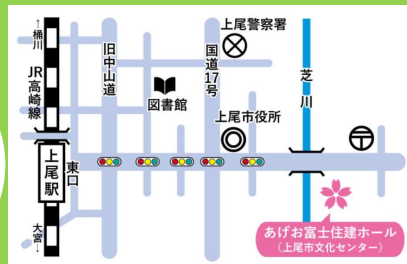 ↑桶川
JR高崎線
上尾駅
東口
大宮↓
旧中山道
図書館
国道17号
上尾警察署
上尾市役所
芝川
あげお富士住建ホール
(上尾市文化センター)